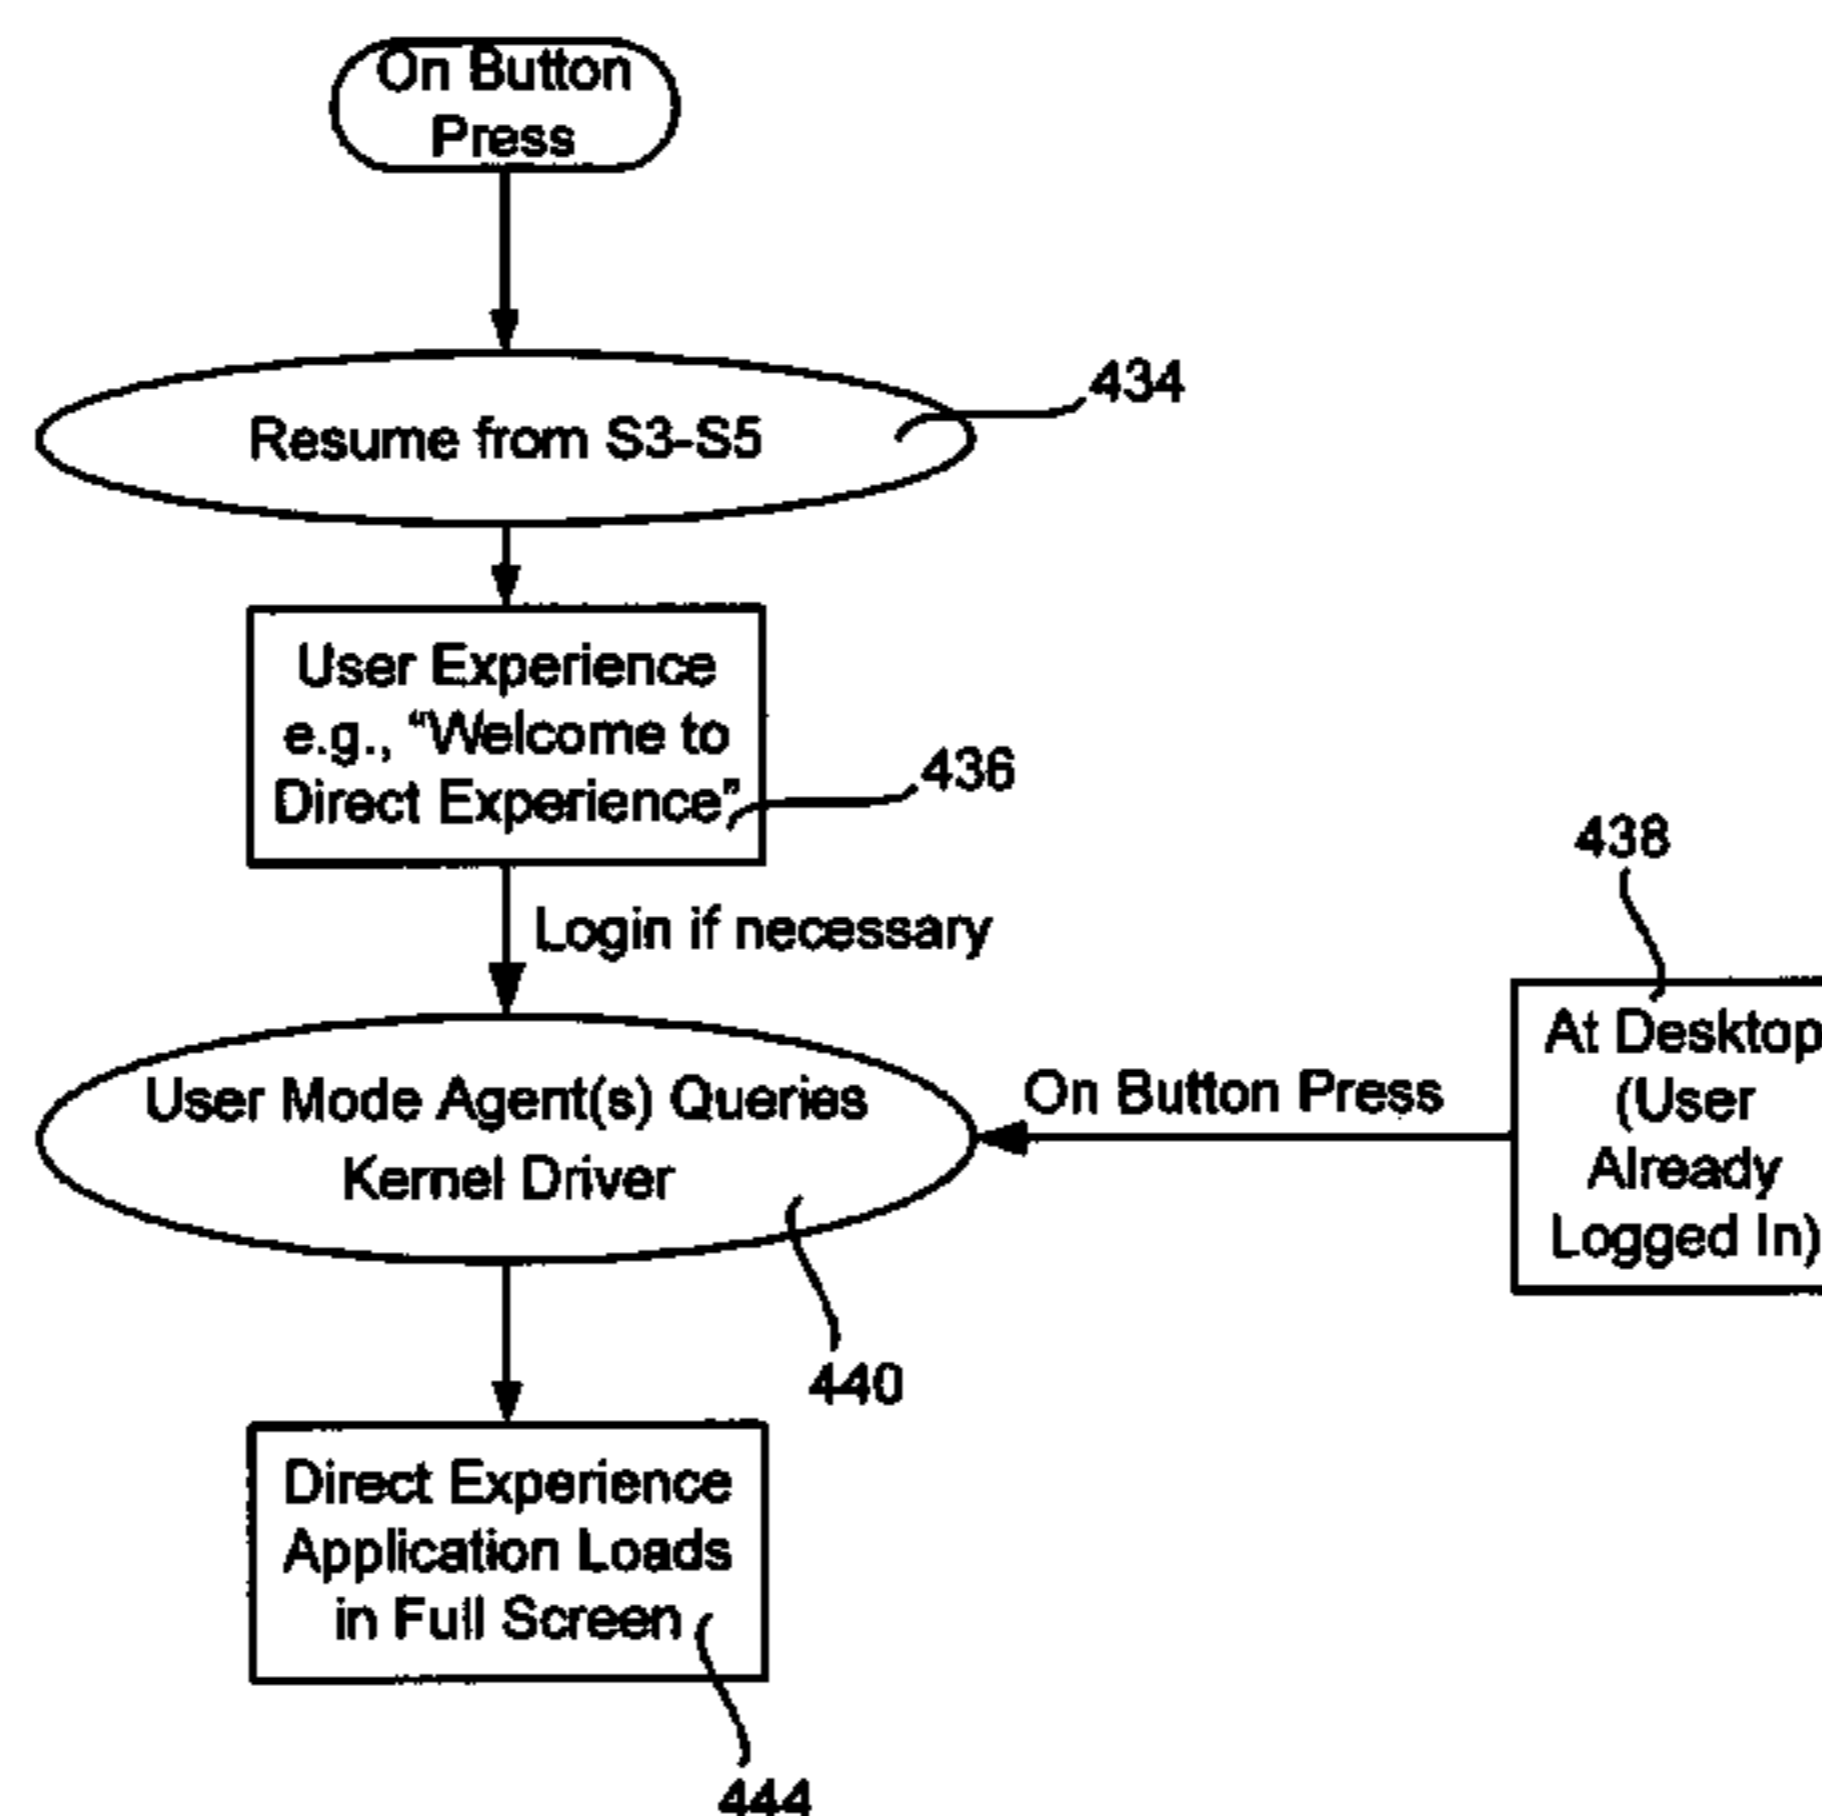 On Button
Press
434
Resume from S3-S5
User Experience
e.g., “Welcome to
Direct Experience”
436
Login if necessary
438
At Desktop
(User
Already
Logged In)
On Button Press
User Mode Agent(s) Queries
Kernel Driver
440
Direct Experience
Application Loads
in Full Screen
444